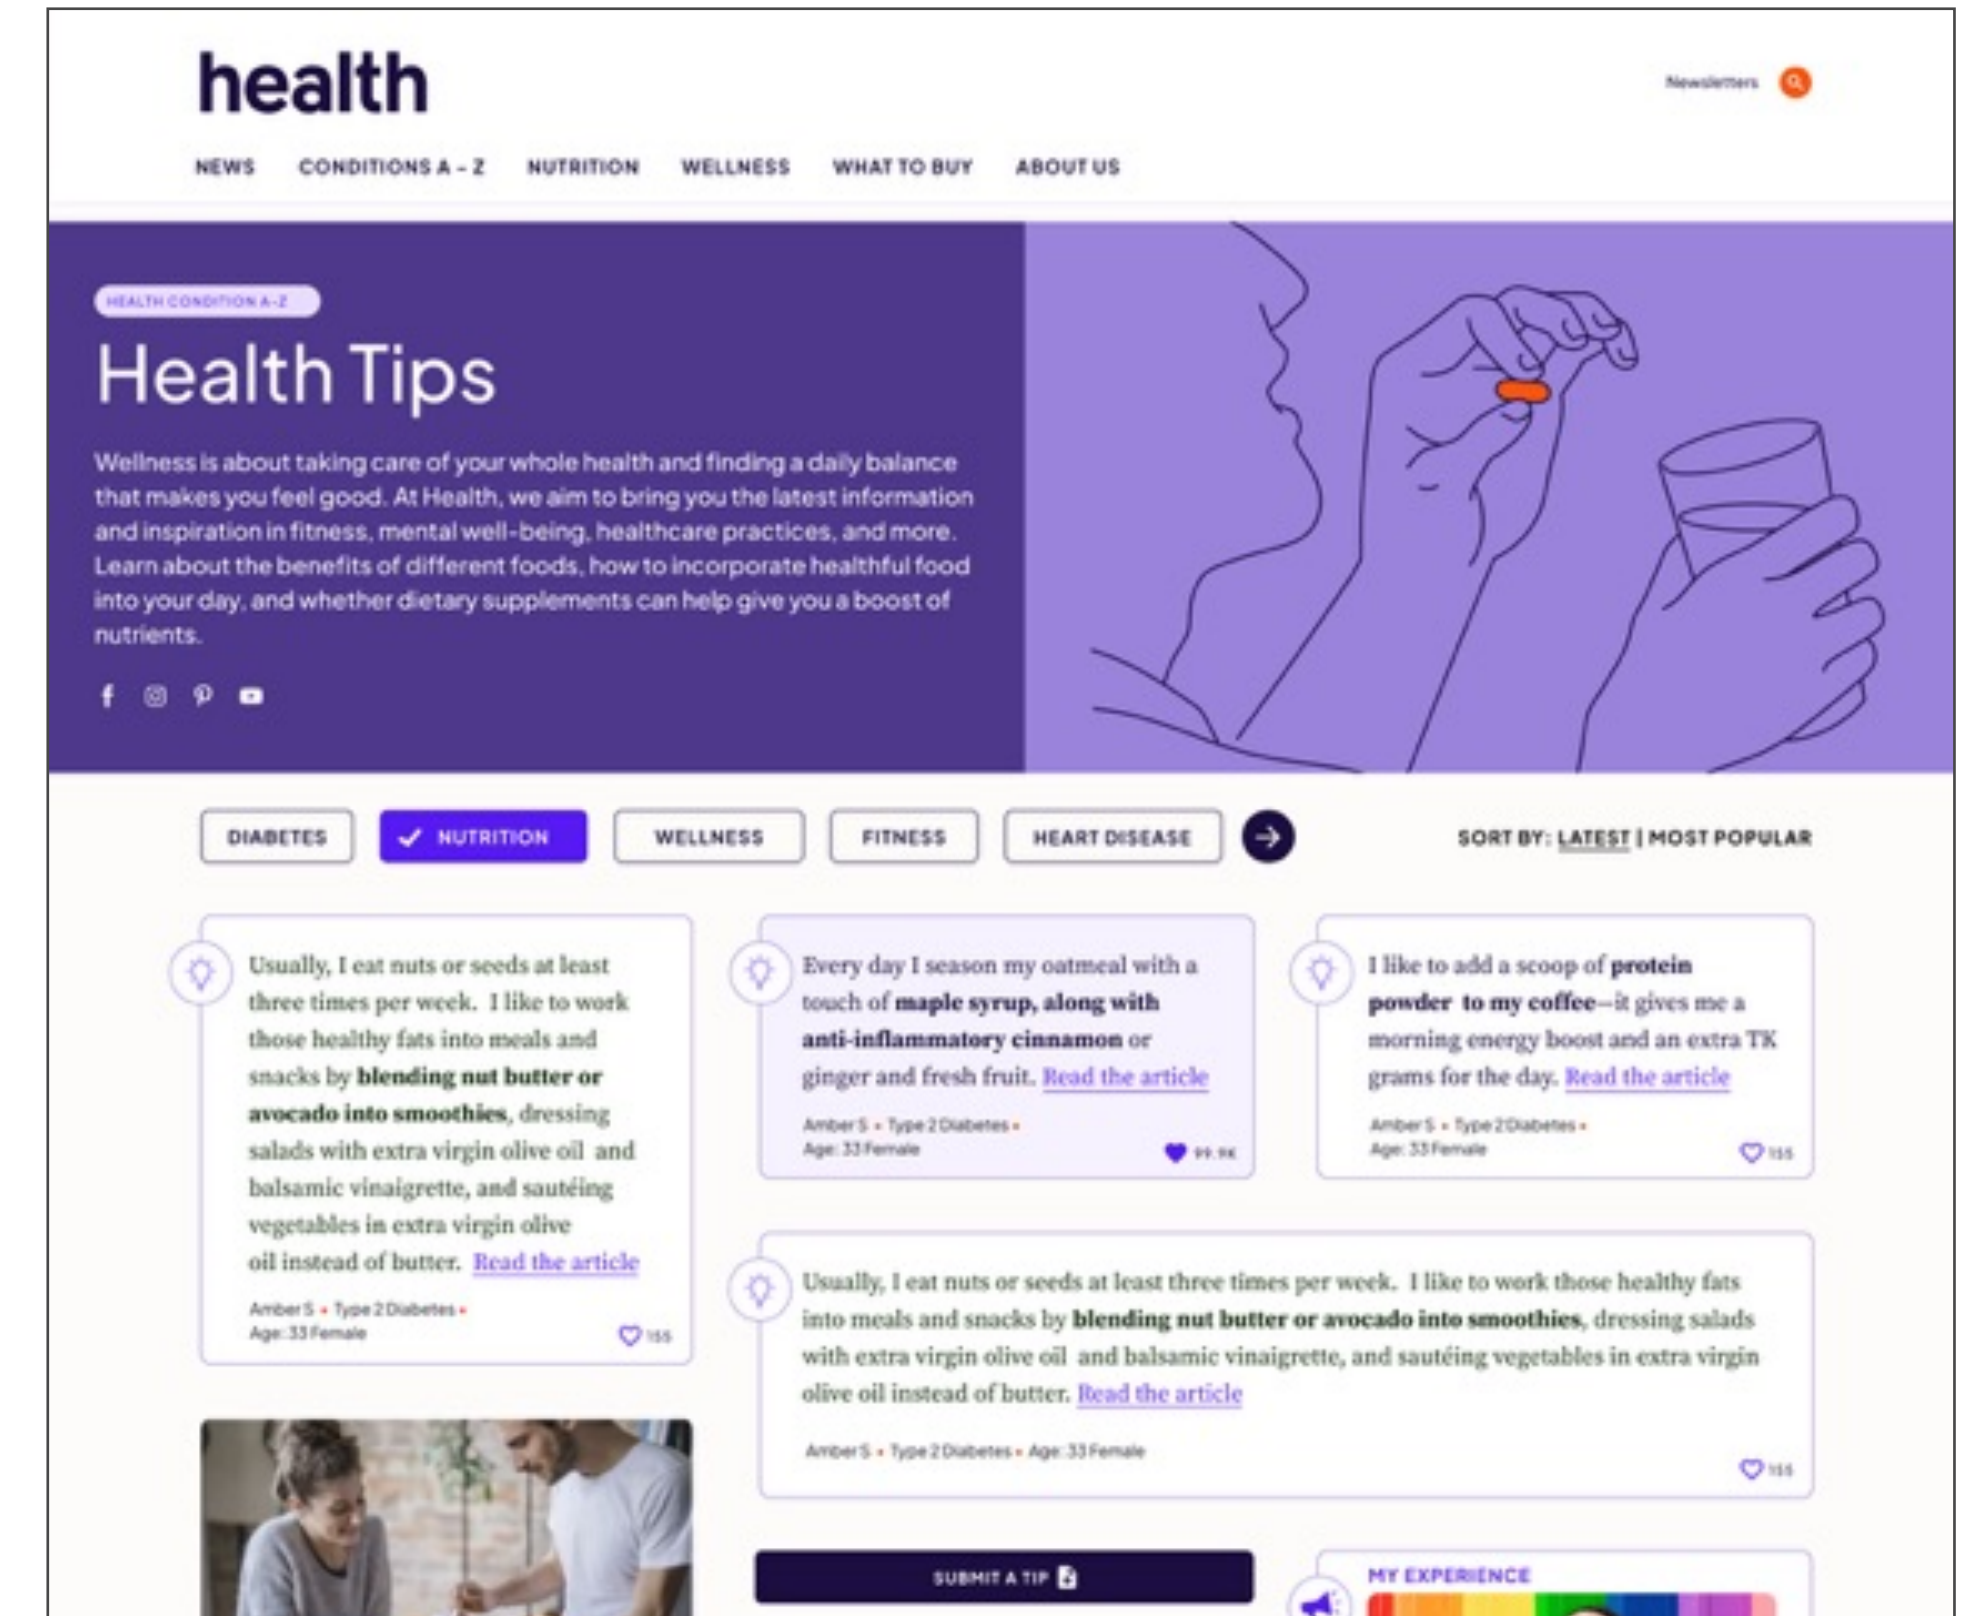 health
Newsletters
NEWS CONDITIONS A – Z NUTRITION WELLNESS WHAT TO BUY ABOUT US
HEALTH CONDITION A-Z
Health Tips
Wellness is about taking care of your whole health and finding a daily balance
that makes you feel good. At Health, we aim to bring you the latest information
and inspiration in fitness, mental well-being, healthcare practices, and more.
Learn about the benefits of different foods, how to incorporate healthful food
into your day, and whether dietary supplements can help give you a boost of
nutrients.
DIABETES NUTRITION WELLNESS FITNESS HEART DISEASE
SORT BY: LATEST | MOST POPULAR
Usually, I eat nuts or seeds at least
three times per week. I like to work
those healthy fats into meals and
snacks by blending nut butter or
avocado into smoothies, dressing
salads with extra virgin olive oil and
balsamic vinaigrette, and sautéing
vegetables in extra virgin olive
oil instead of butter. Read the article
Amber S • Type 2 Diabetes •
Age: 33 Female
155
Every day I season my oatmeal with a
touch of maple syrup, along with
anti-inflammatory cinnamon or
ginger and fresh fruit. Read the article
Amber S • Type 2 Diabetes •
Age: 33 Female
99.9K
I like to add a scoop of protein
powder to my coffee—it gives me a
morning energy boost and an extra TK
grams for the day. Read the article
Amber S • Type 2 Diabetes •
Age: 33 Female
155
Usually, I eat nuts or seeds at least three times per week. I like to work those healthy fats
into meals and snacks by blending nut butter or avocado into smoothies, dressing salads
with extra virgin olive oil and balsamic vinaigrette, and sautéing vegetables in extra virgin
olive oil instead of butter. Read the article
Amber S • Type 2 Diabetes • Age: 33 Female
155
SUBMIT A TIP
MY EXPERIENCE